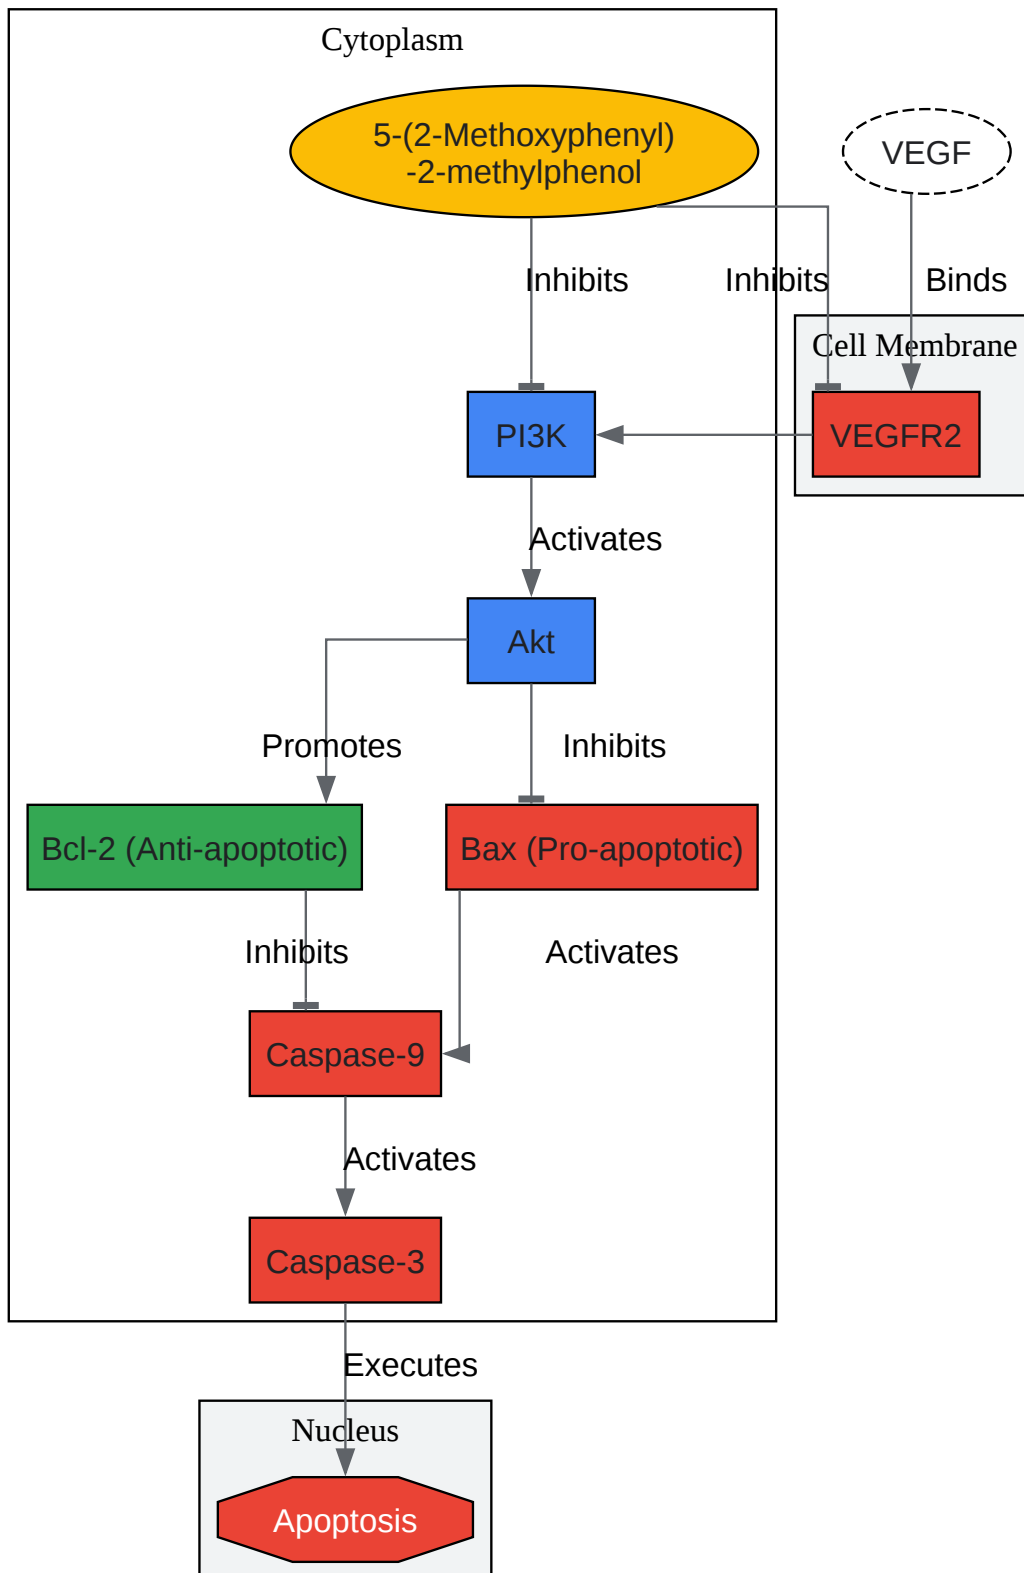 Cytoplasm
5-(2-Methoxyphenyl)
-2-methylphenol
VEGF
Inhibits
Inhibits
Binds
Cell Membrane
PI3K
VEGFR2
Activates
Akt
Promotes
Inhibits
Bcl-2 (Anti-apoptotic)
Bax (Pro-apoptotic)
Inhibits
Activates
Caspase-9
Activates
Caspase-3
Executes
Nucleus
Apoptosis